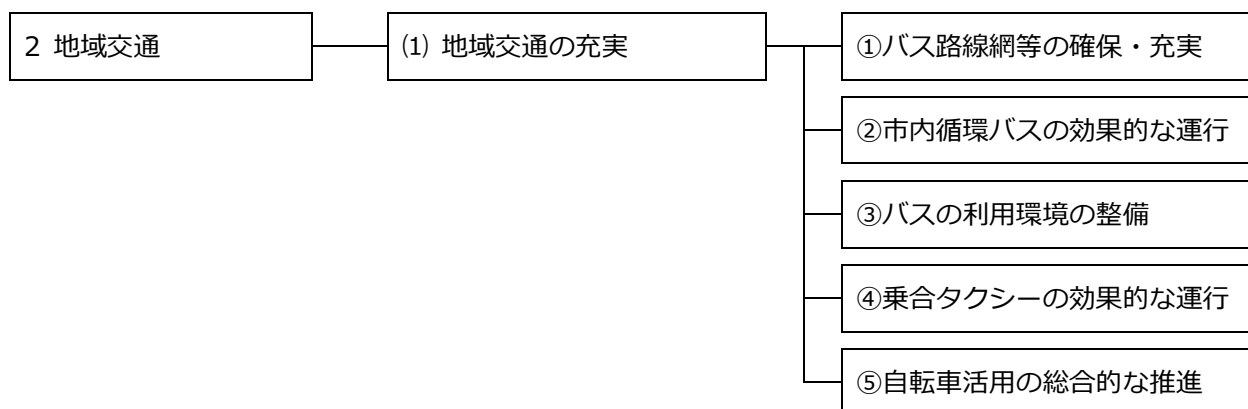 2 地域交通
⑴ 地域交通の充実
①バス路線網等の確保・充実
②市内循環バスの効果的な運行
③バスの利用環境の整備
④乗合タクシーの効果的な運行
⑤自転車活用の総合的な推進